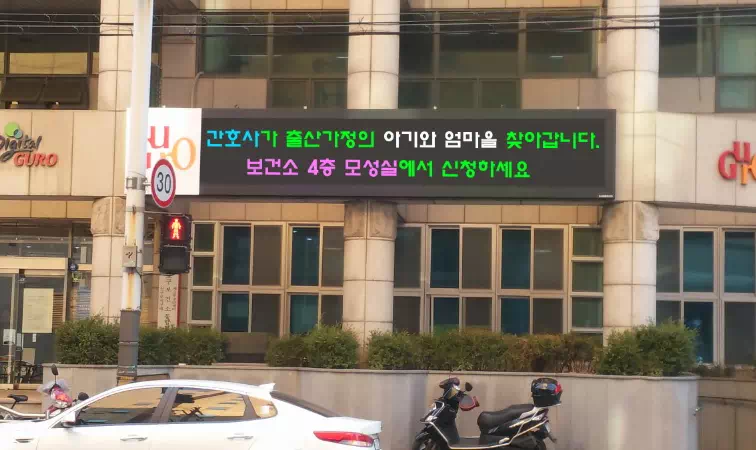 Digital
GURO
간호사가 출산가정의 아기와 엄마를 찾아갑니다.
보건소 4층 모성실에서 신청하세요
30